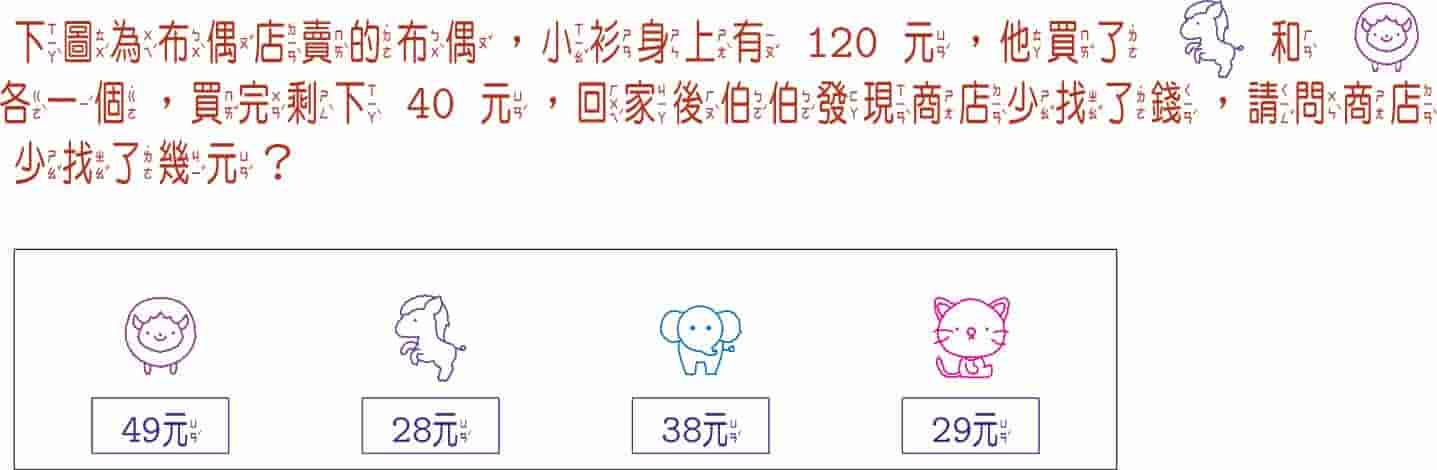 下圖為布偶店賣的布偶，小衫身上有 120 元，他買了 和
各一個，買完剩下 40 元，回家後伯伯發現商店少找了錢，請問商店
少找了幾元？
49元 28元 38元 29元